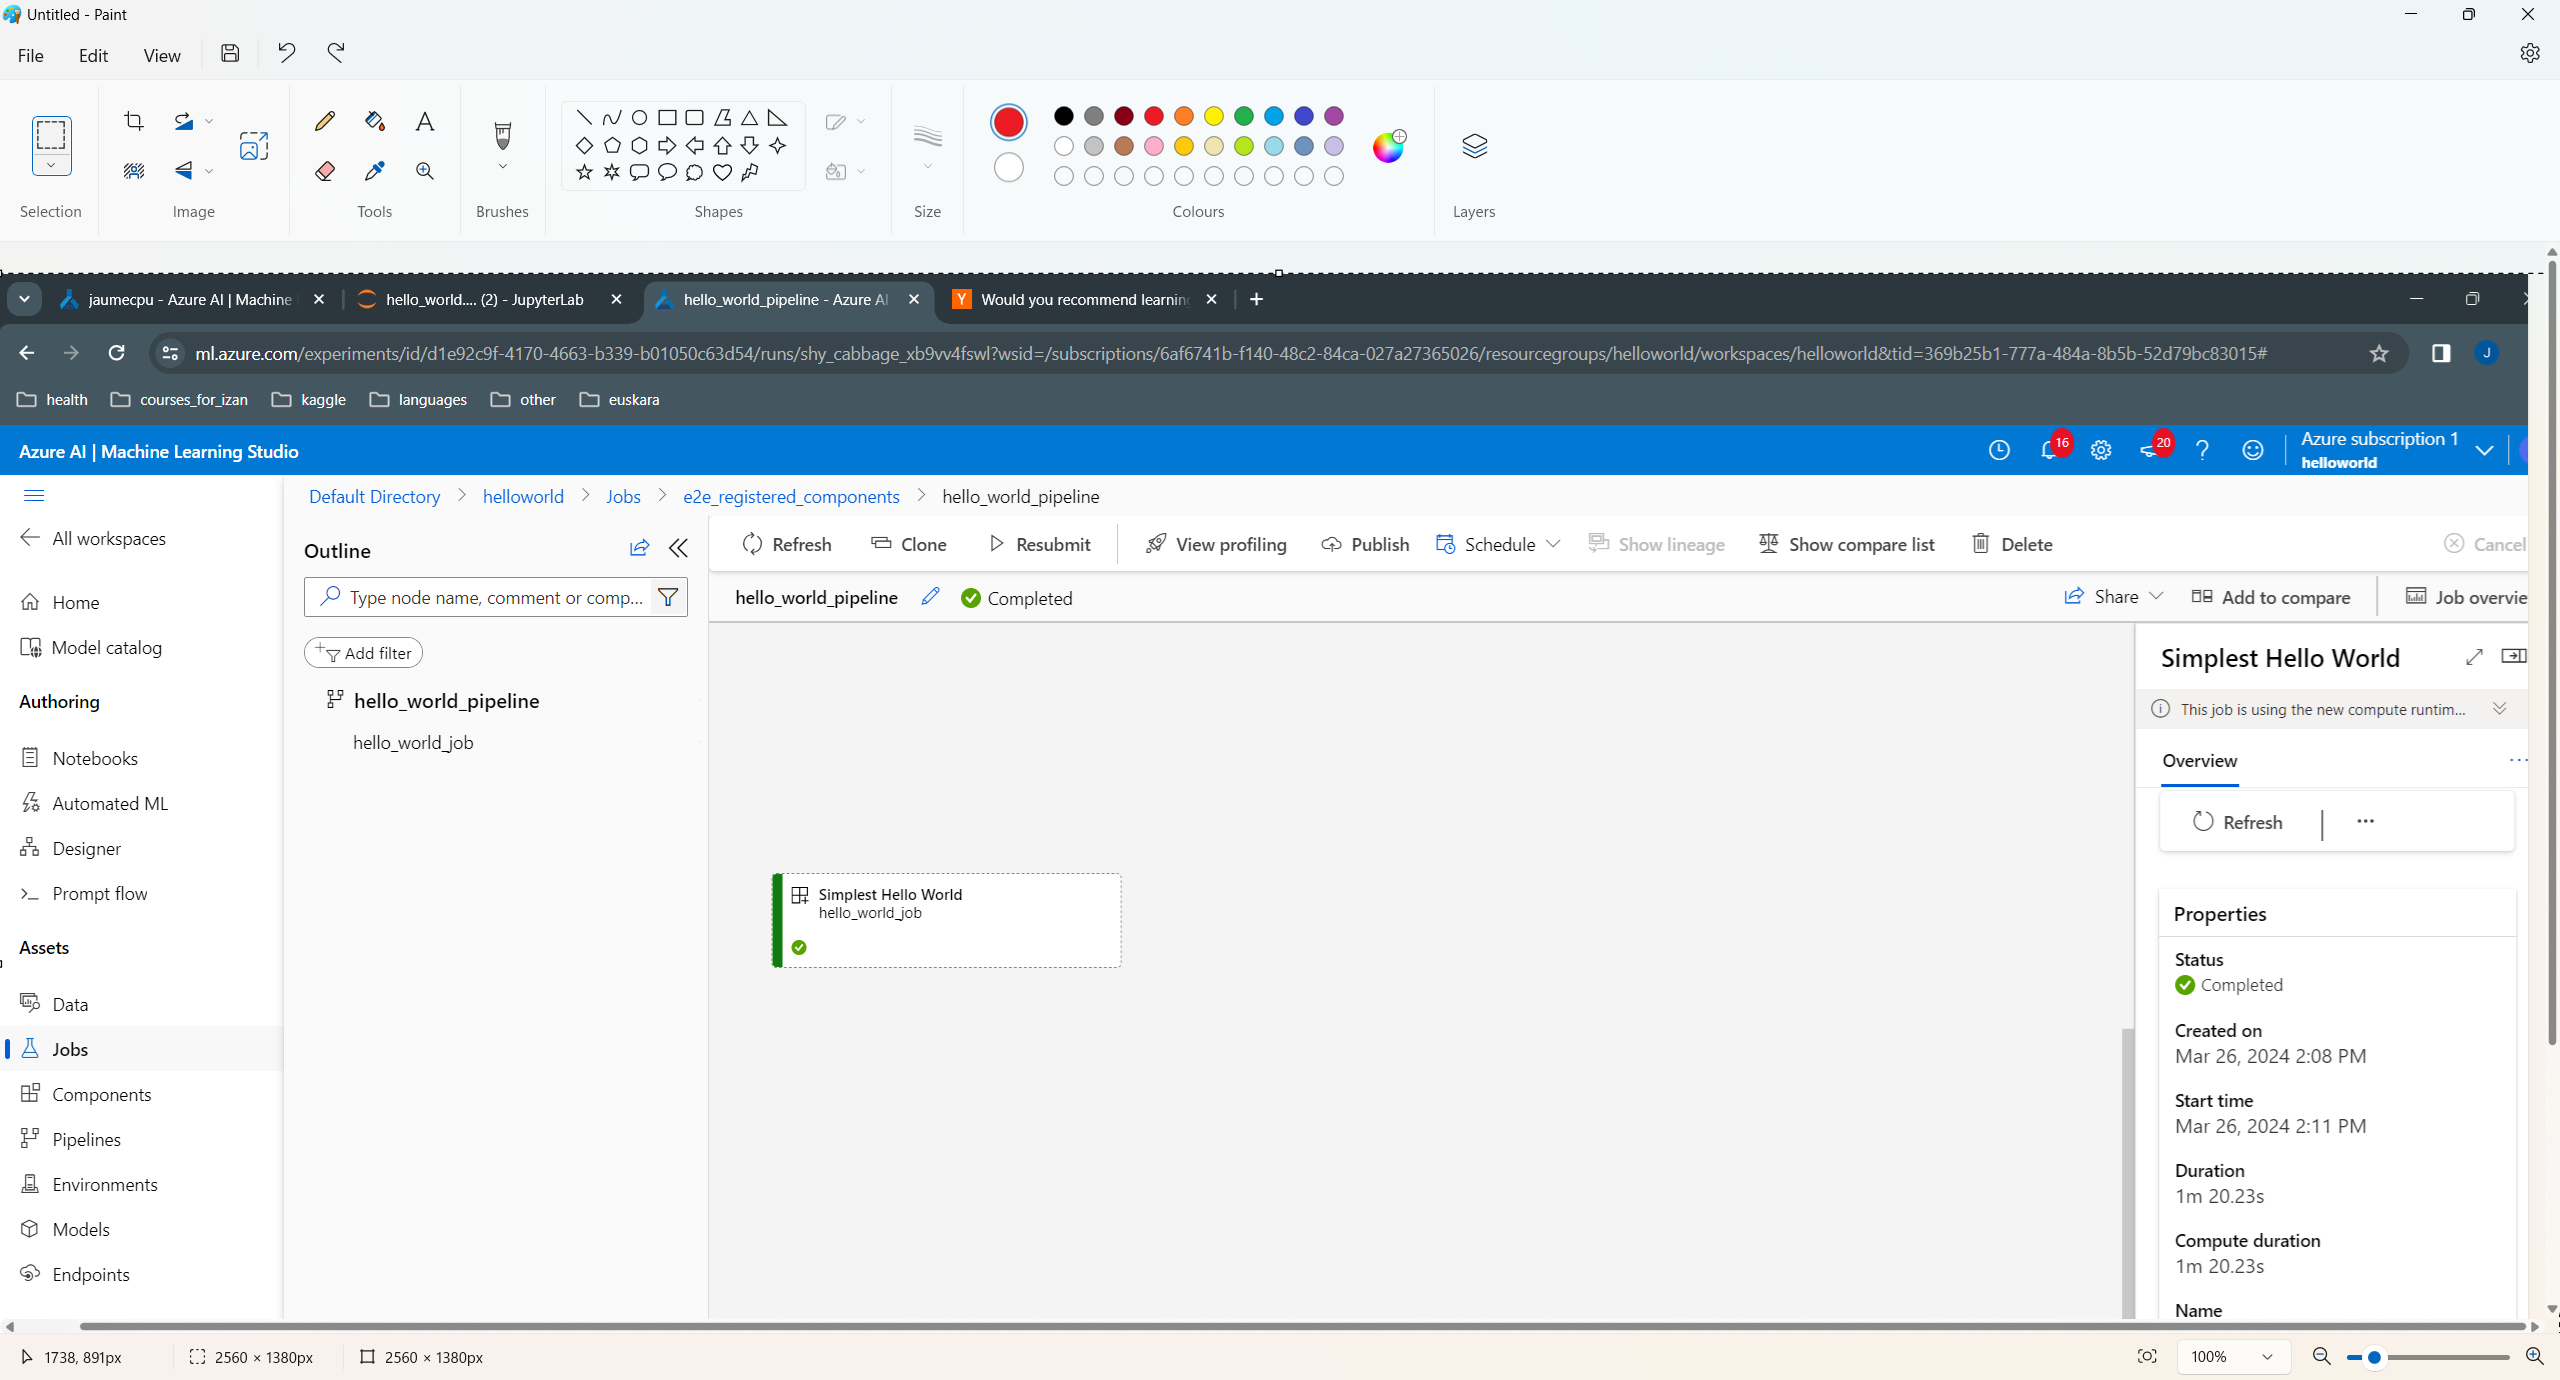 Untitled - Paint
File Edit View
Selection Image Tools Brushes Shapes Size Colours Layers
jaumecpu - Azure AI | Machine
hello_world.... (2) - JupyterLab
hello_world_pipeline - Azure AI
Would you recommend learnin
ml.azure.com/experiments/id/d1e92c9f-4170-4663-b339-b01050c63d54/runs/shy_cabbage_xb9vv4fswl?wsid=/subscriptions/6af6741b-f140-48c2-84ca-027a27365026/resourcegroups/helloworld/workspaces/helloworld&tid=369b25b1-777a-484a-8b5b-52d79bc83015#
J
health courses_for_izan kaggle languages other euskara
Azure AI | Machine Learning Studio
16
20
Azure subscription 1
helloworld
All workspaces
Home
Model catalog
Authoring
Notebooks
Automated ML
Designer
Prompt flow
Assets
Data
Jobs
Components
Pipelines
Environments
Models
Endpoints
Default Directory > helloworld > Jobs > e2e_registered_components > hello_world_pipeline
Outline
Type node name, comment or comp...
Add filter
hello_world_pipeline
hello_world_job
Refresh Clone Resubmit View profiling Publish Schedule Show lineage Show compare list Delete Cancel
hello_world_pipeline Completed
Share Add to compare Job overvie
Simplest Hello World
hello_world_job
Simplest Hello World
This job is using the new compute runtim...
Overview
Refresh
Properties
Status
Completed
Created on
Mar 26, 2024 2:08 PM
Start time
Mar 26, 2024 2:11 PM
Duration
1m 20.23s
Compute duration
1m 20.23s
Name
1738, 891px
2560 × 1380px
2560 × 1380px
100%